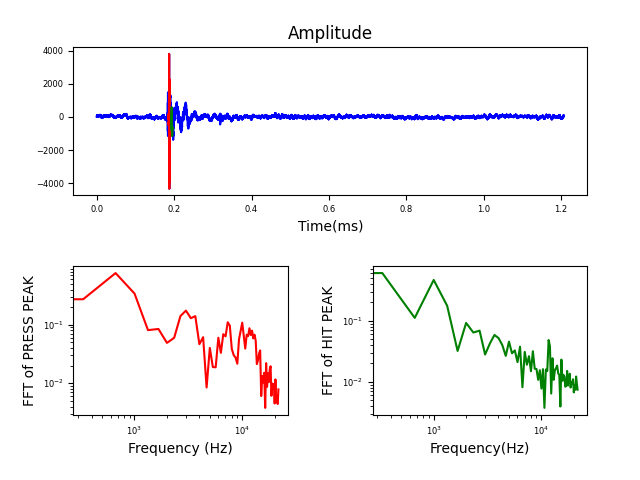 Amplitude
4000
2000
0
−2000
−4000
0.0 0.2 0.4 0.6 0.8 1.0 1.2
Time(ms)
FFT of PRESS PEAK
10⁻¹
10⁻²
10³ 10⁴
Frequency (Hz)
FFT of HIT PEAK
10⁻¹
10⁻²
10³ 10⁴
Frequency(Hz)